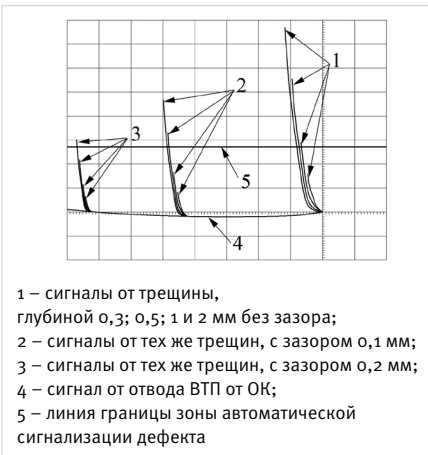 1
2
3
5
4
1 – сигналы от трещины,
глубиной 0,3; 0,5; 1 и 2 мм без зазора;
2 – сигналы от тех же трещин, с зазором 0,1 мм;
3 – сигналы от тех же трещин, с зазором 0,2 мм;
4 – сигнал от отвода ВТП от ОК;
5 – линия границы зоны автоматической
сигнализации дефекта